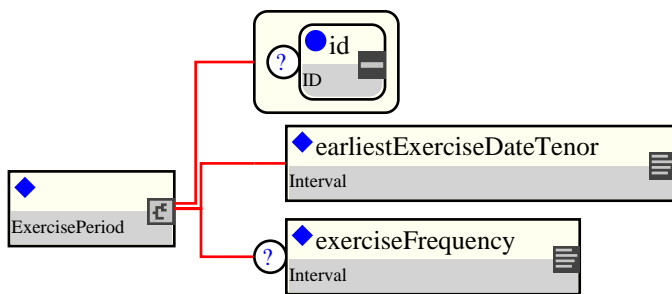 id
?
ID
earliestExerciseDateTenor
Interval
ExercisePeriod
exerciseFrequency
?
Interval